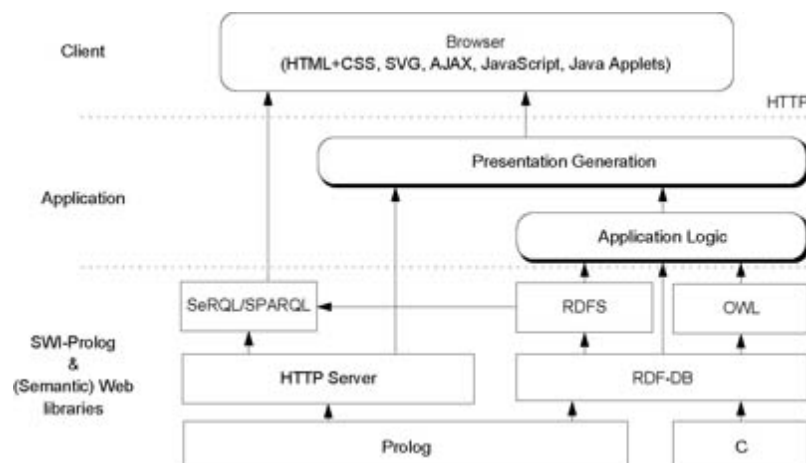 Client
Browser
(HTML+CSS, SVG, AJAX, JavaScript, Java Applets)
HTTP
Presentation Generation
Application
Application Logic
SeRQL/SPARQL
RDFS
OWL
SWI-Prolog
&
(Semantic) Web
libraries
HTTP Server
RDF-DB
Prolog
C